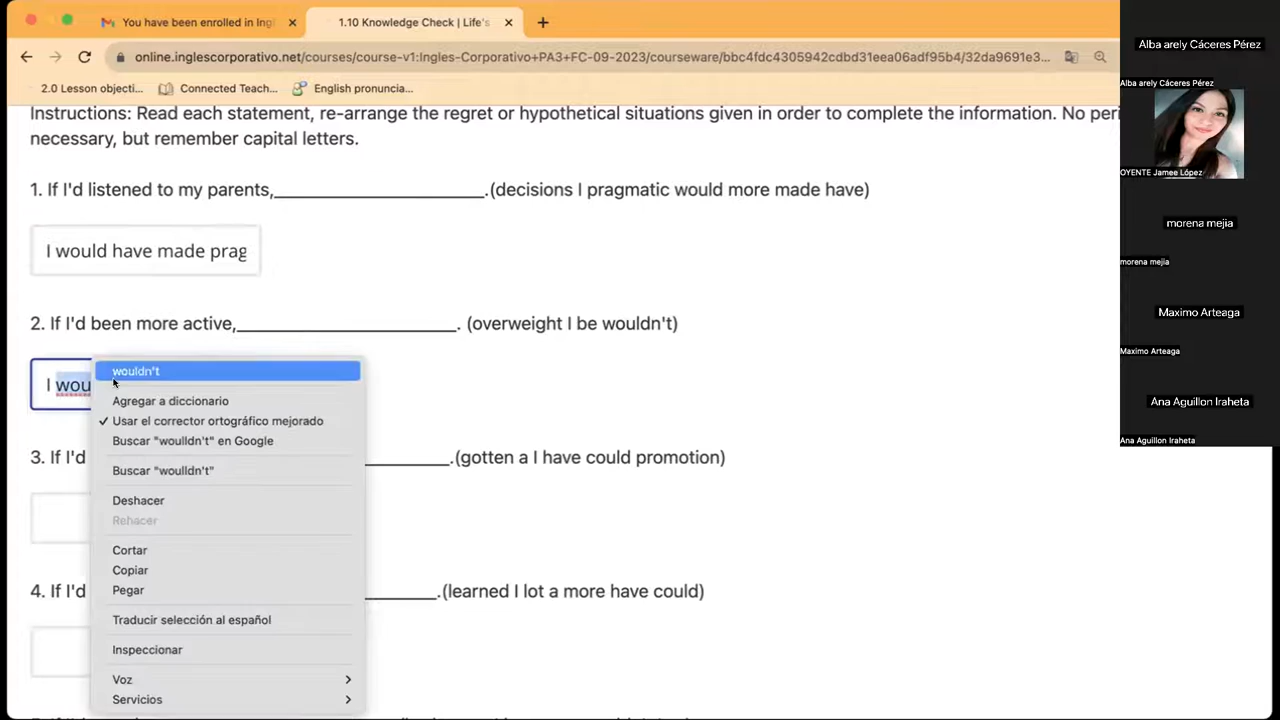 You have been enrolled in Ingl
1.10 Knowledge Check | Life's
online.inglescorporativo.net/courses/course-v1:Ingles-Corporativo+PA3+FC-09-2023/courseware/bbc4fdc4305942cdbd31eea06adf95b4/32da9691e3...
2.0 Lesson objecti...
Connected Teach...
English pronuncia...
Instructions: Read each statement, re-arrange the regret or hypothetical situations given in order to complete the information. No peri
necessary, but remember capital letters.
1. If I'd listened to my parents,____________________.(decisions I pragmatic would more made have)
I would have made prag
2. If I'd been more active,_____________________. (overweight I be wouldn't)
I wou
wouldn't
Agregar a diccionario
✓ Usar el corrector ortográfico mejorado
Buscar "woulldn't" en Google
3. If I'd ________.(gotten a I have could promotion)
Buscar "woulldn't"
Deshacer
Rehacer
Cortar
Copiar
Pegar
4. If I'd _______.(learned I lot a more have could)
Traducir selección al español
Inspeccionar
Voz
Servicios
Alba arely Cáceres Pérez
Alba arely Cáceres Pérez
OYENTE Jamee López
morena mejia
morena mejia
Maximo Arteaga
Maximo Arteaga
Ana Aguillon Iraheta
Ana Aguillon Iraheta